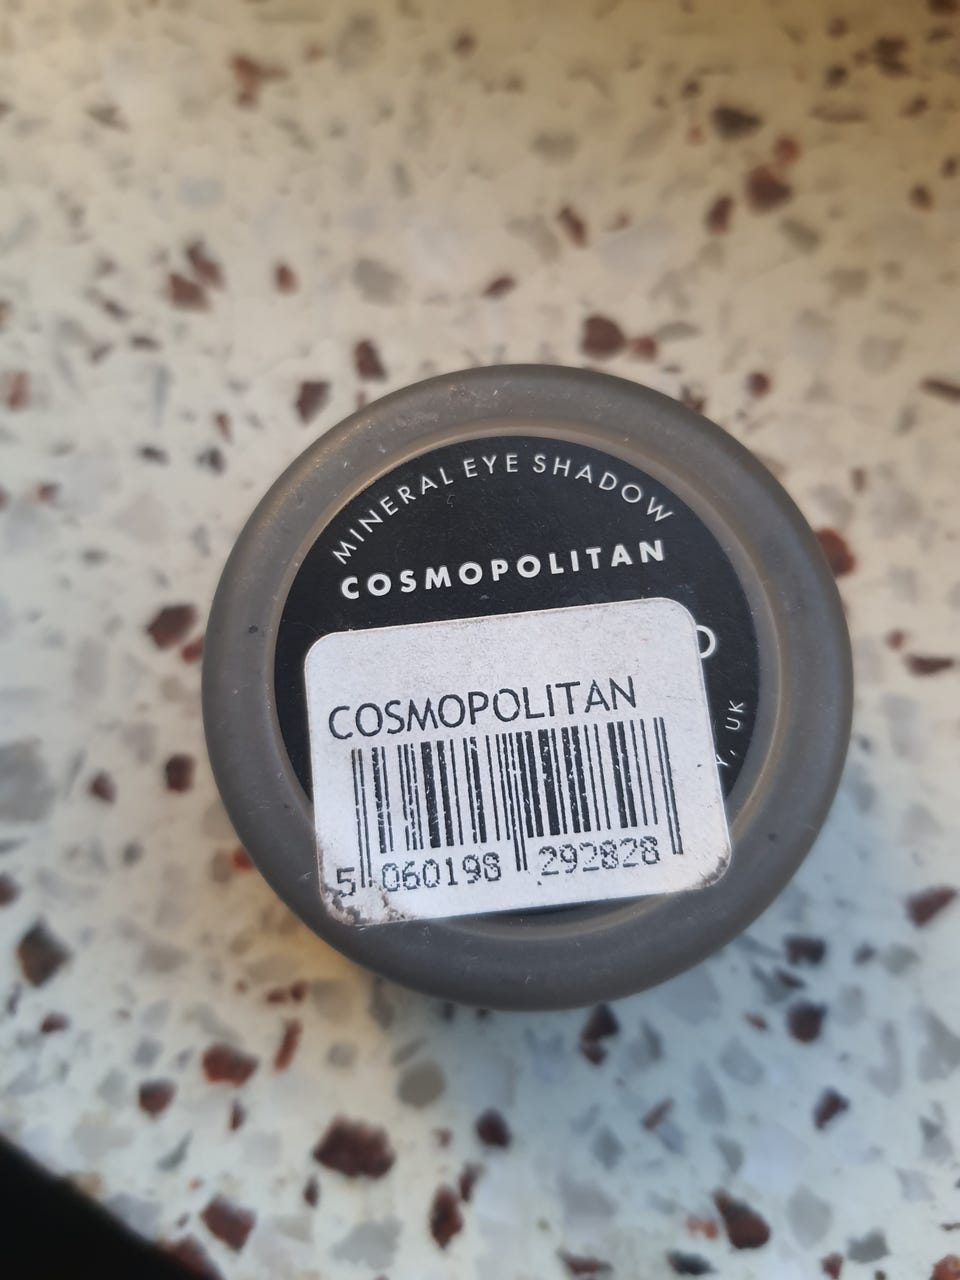 MINERAL EYE SHADOW
COSMOPOLITAN
UK
COSMOPOLITAN
5 060198 292828